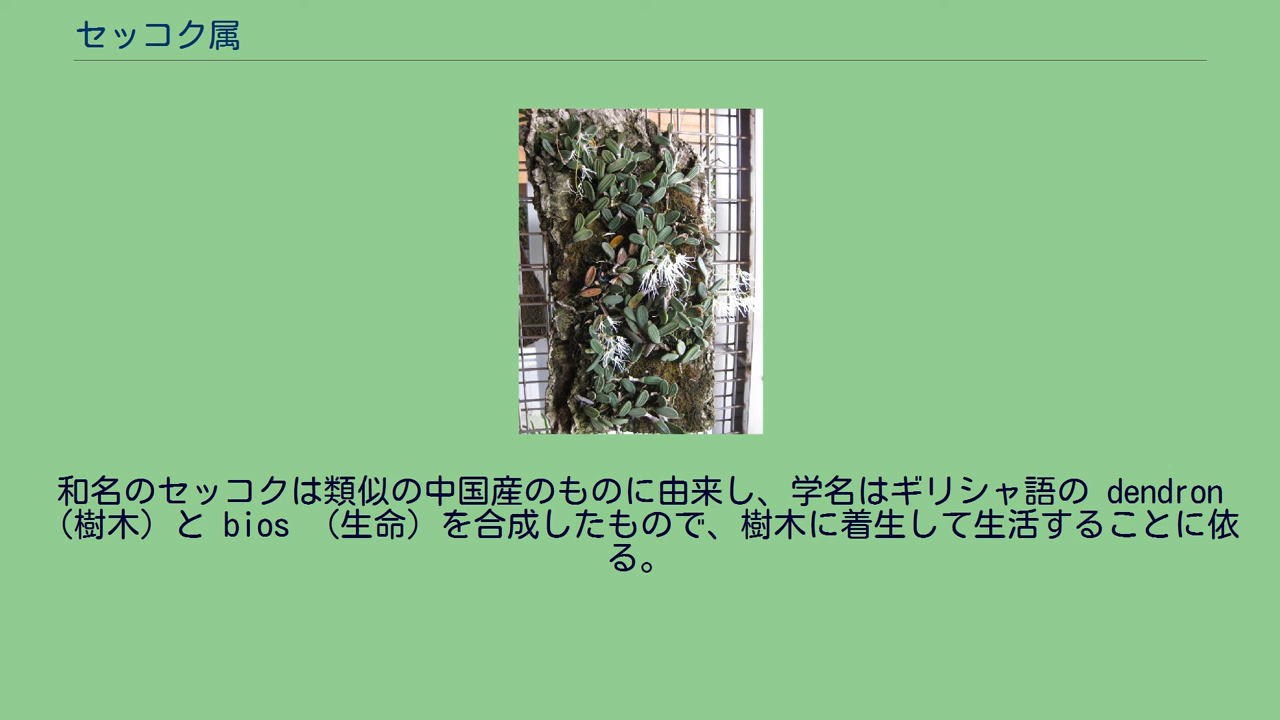 セッコク属
和名のセッコクは類似の中国産のものに由来し、学名はギリシャ語の dendron
（樹木）と bios （生命）を合成したもので、樹木に着生して生活することに依
る。